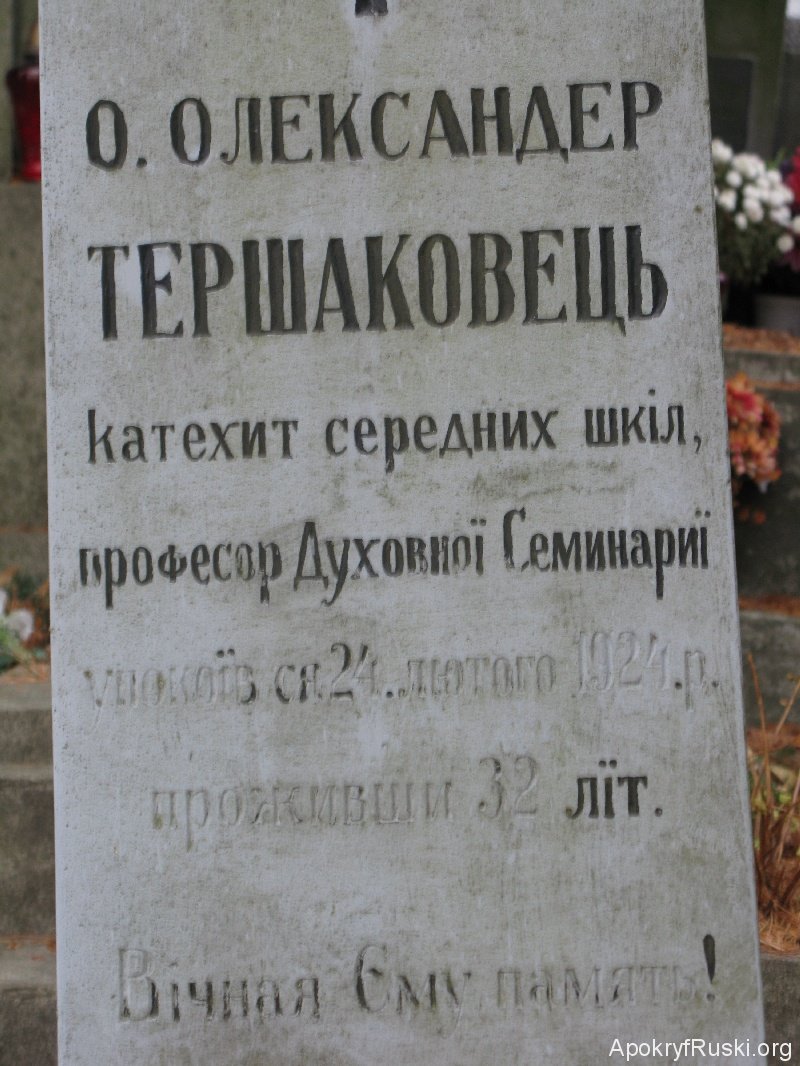 О. ОЛЕКСАНДЕР
ТЕРШАКОВЕЦЬ
катехит середних шкіл,
професор Духовної Семинариї
упокоїв ся 24. лютого 1924.р.
проживши 32 лїт.
Вічная Єму память!
ApokryfRuski.org